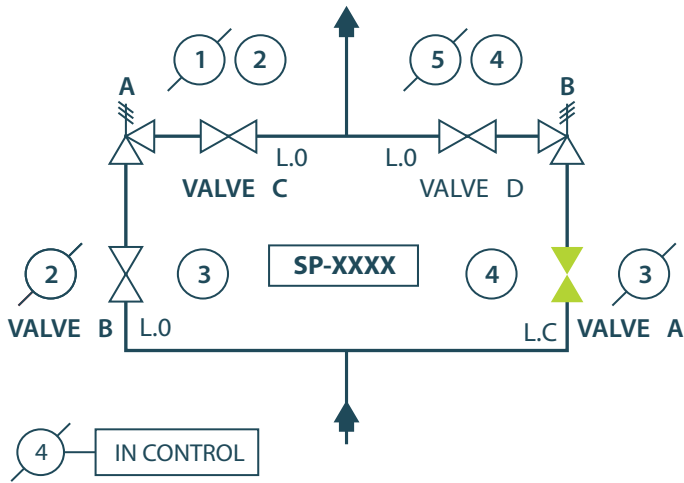 1 2 5 4
A B
L.0 L.0
VALVE C VALVE D
2 3 SP-XXXX 4 3
VALVE B L.0 L.C VALVE A
4 IN CONTROL